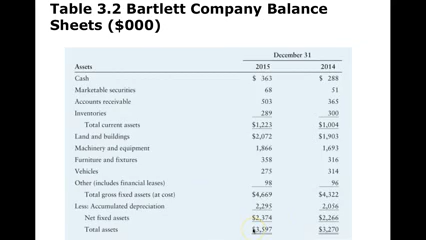 Table 3.2 Bartlett Company Balance
Sheets ($000)
December 31
Assets 2015 2014
Cash $ 363 $ 288
Marketable securities 68 51
Accounts receivable 503 365
Inventories 289 300
Total current assets $1,223 $1,004
Land and buildings $2,072 $1,903
Machinery and equipment 1,866 1,693
Furniture and fixtures 358 316
Vehicles 275 314
Other (includes financial leases) 98 96
Total gross fixed assets (at cost) $4,669 $4,322
Less: Accumulated depreciation 2,295 2,056
Net fixed assets $2,374 $2,266
Total assets $3,597 $3,270